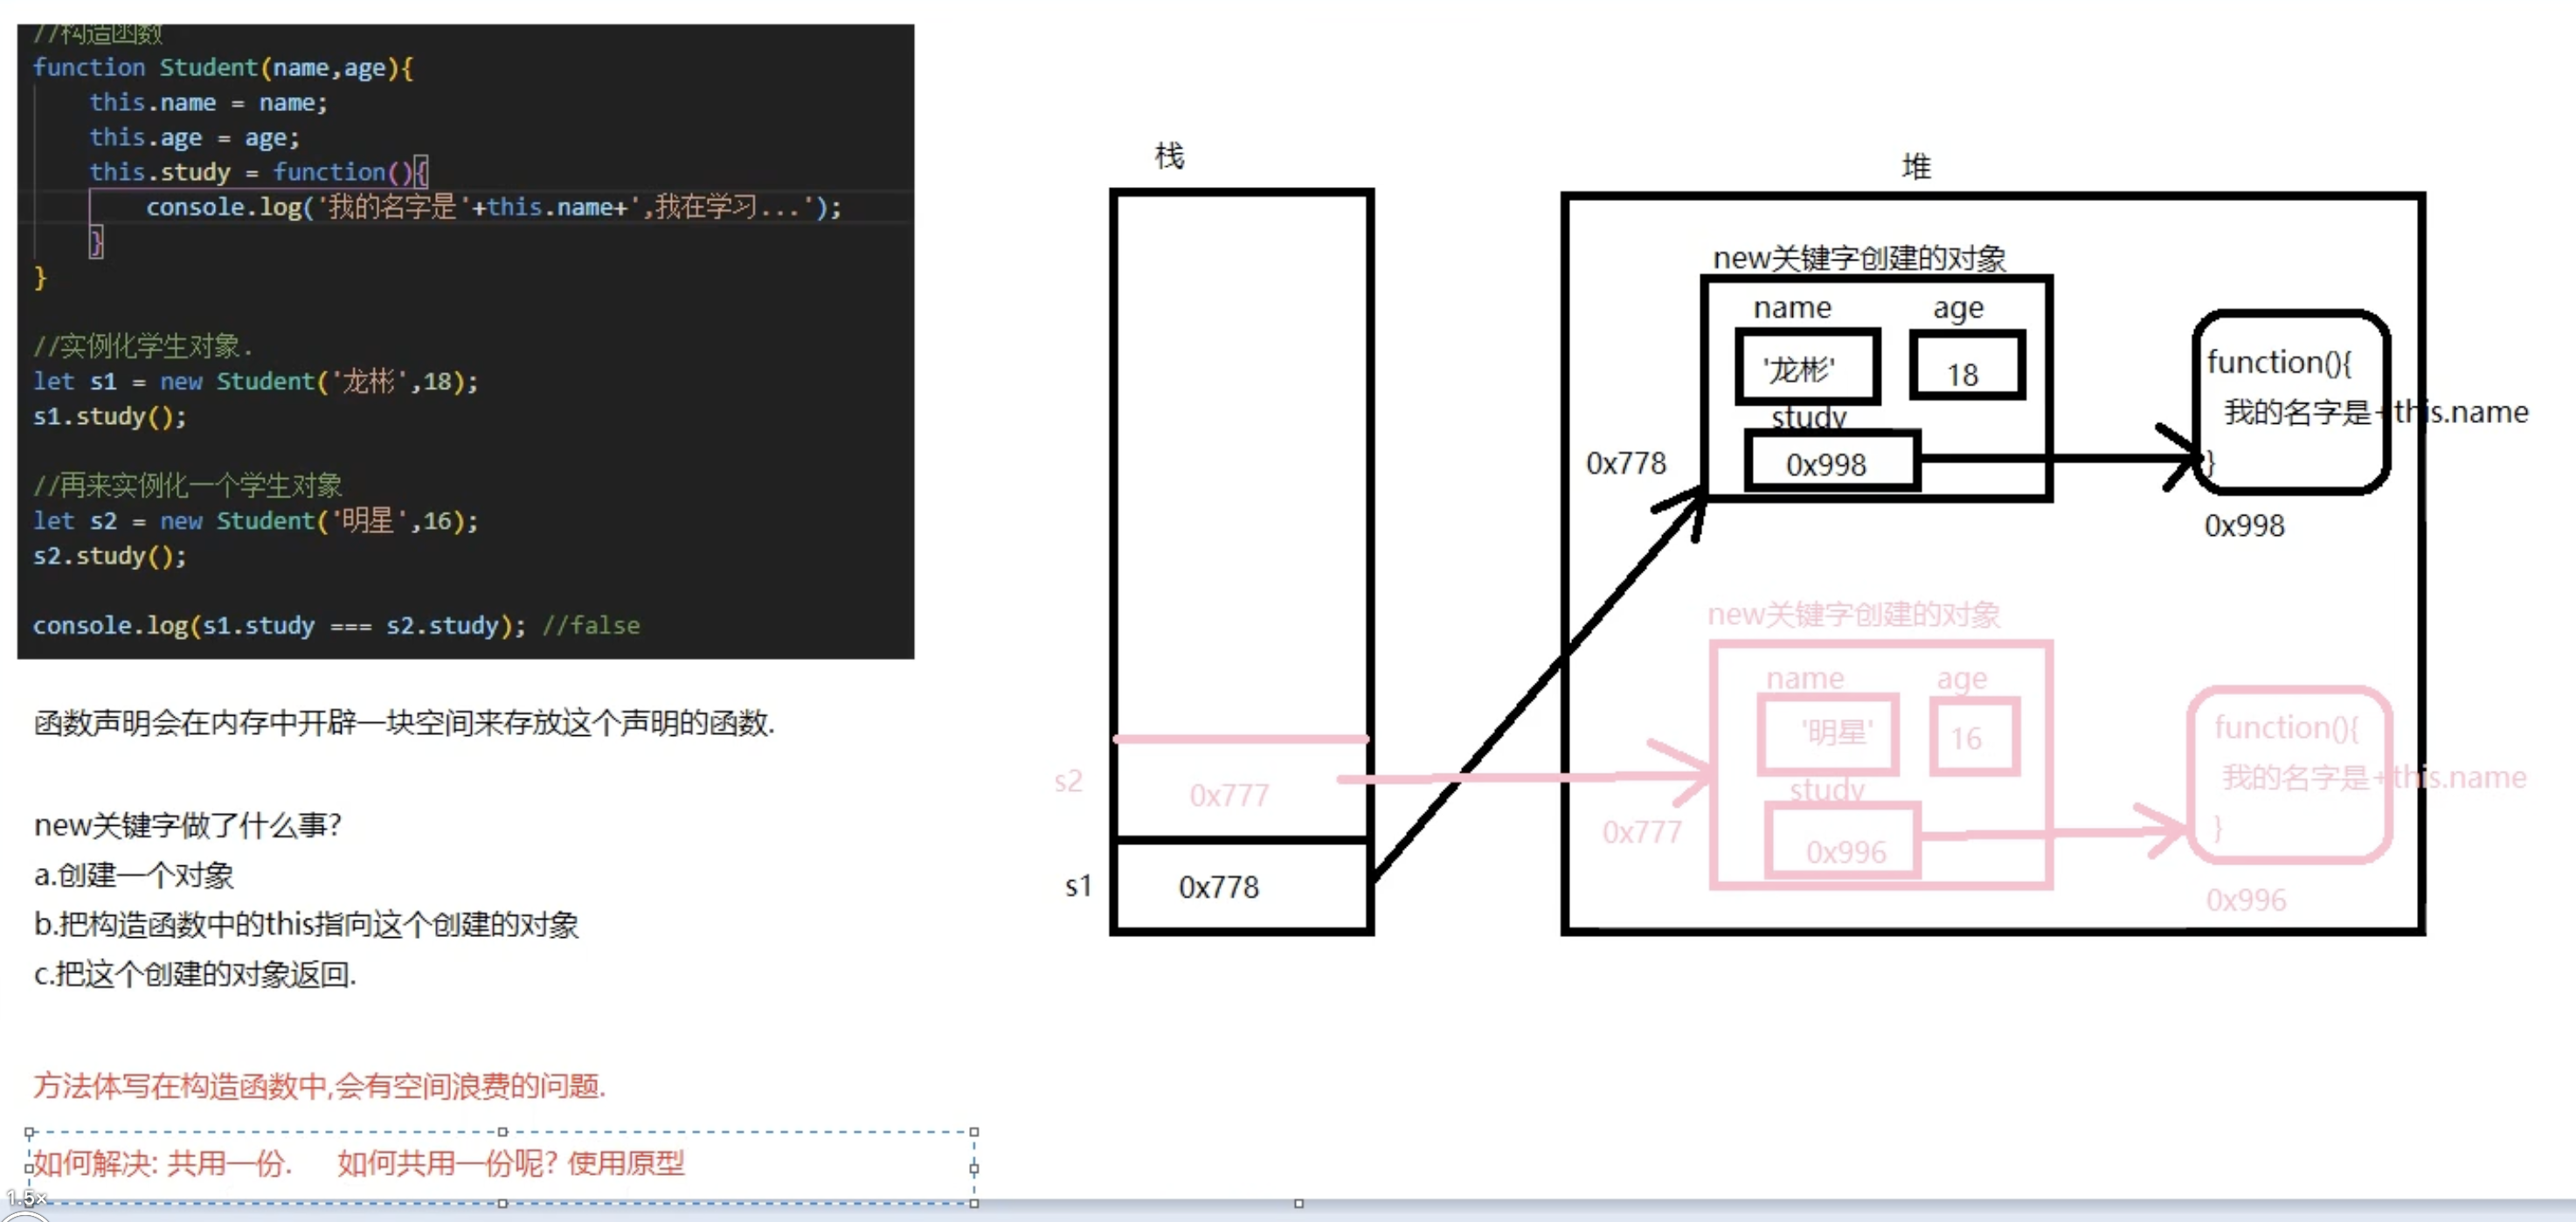 //构造函数
function Student(name,age){
this.name = name;
this.age = age;
this.study = function(){
console.log('我的名字是'+this.name+',我在学习...');
}
}
//实例化学生对象.
let s1 = new Student('龙彬',18);
s1.study();
//再来实例化一个学生对象
let s2 = new Student('明星',16);
s2.study();
console.log(s1.study === s2.study); //false
函数声明会在内存中开辟一块空间来存放这个声明的函数.
new关键字做了什么事?
a.创建一个对象
b.把构造函数中的this指向这个创建的对象
c.把这个创建的对象返回.
方法体写在构造函数中,会有空间浪费的问题.
如何解决: 共用一份. 如何共用一份呢? 使用原型
1.5x
栈
s2
0x777
s1
0x778
堆
new关键字创建的对象
name
age
'龙彬'
18
study
0x998
0x778
function(){
我的名字是+this.name
}
0x998
new关键字创建的对象
name
age
'明星'
16
study
0x996
0x777
function(){
我的名字是+this.name
}
0x996